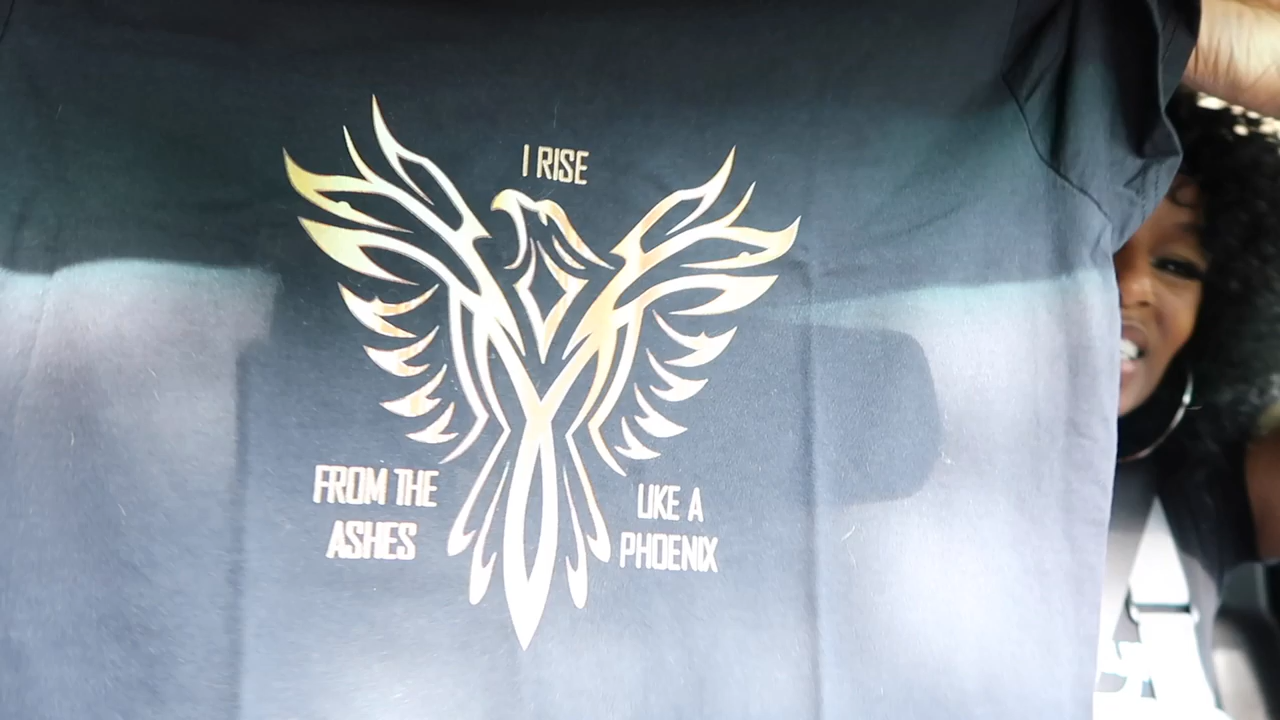 I RISE
FROM THE
ASHES
LIKE A
PHOENIX